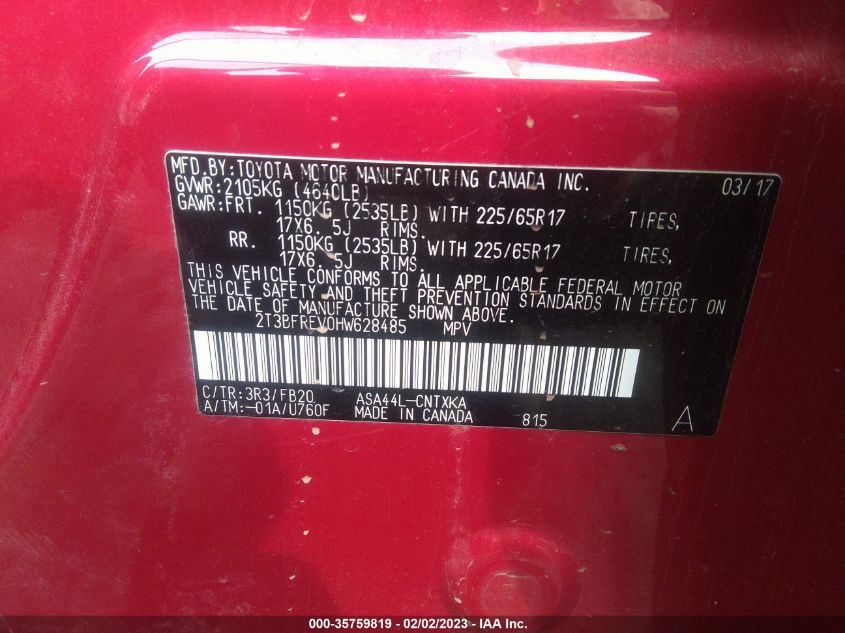 MFD.BY:TOYOTA MOTOR MANUFACTURING CANADA INC. 03/17
GVWR:2105KG (4640LB)
GAWR:FRT. 1150KG (2535LB) WITH 225/65R17 TIRES,
17X6.5J RIMS.
RR. 1150KG (2535LB) WITH 225/65R17 TIRES,
17X6.5J RIMS.
THIS VEHICLE CONFORMS TO ALL APPLICABLE FEDERAL MOTOR
VEHICLE SAFETY AND THEFT PREVENTION STANDARDS IN EFFECT ON
THE DATE OF MANUFACTURE SHOWN ABOVE.
2T3BFREV0HW628485 MPV
C/TR:3R3/FB20 ASA44L-CNTXKA
A/TM:-01A/U760F MADE IN CANADA 815 A
000-35759819 - 02/02/2023 - IAA Inc.